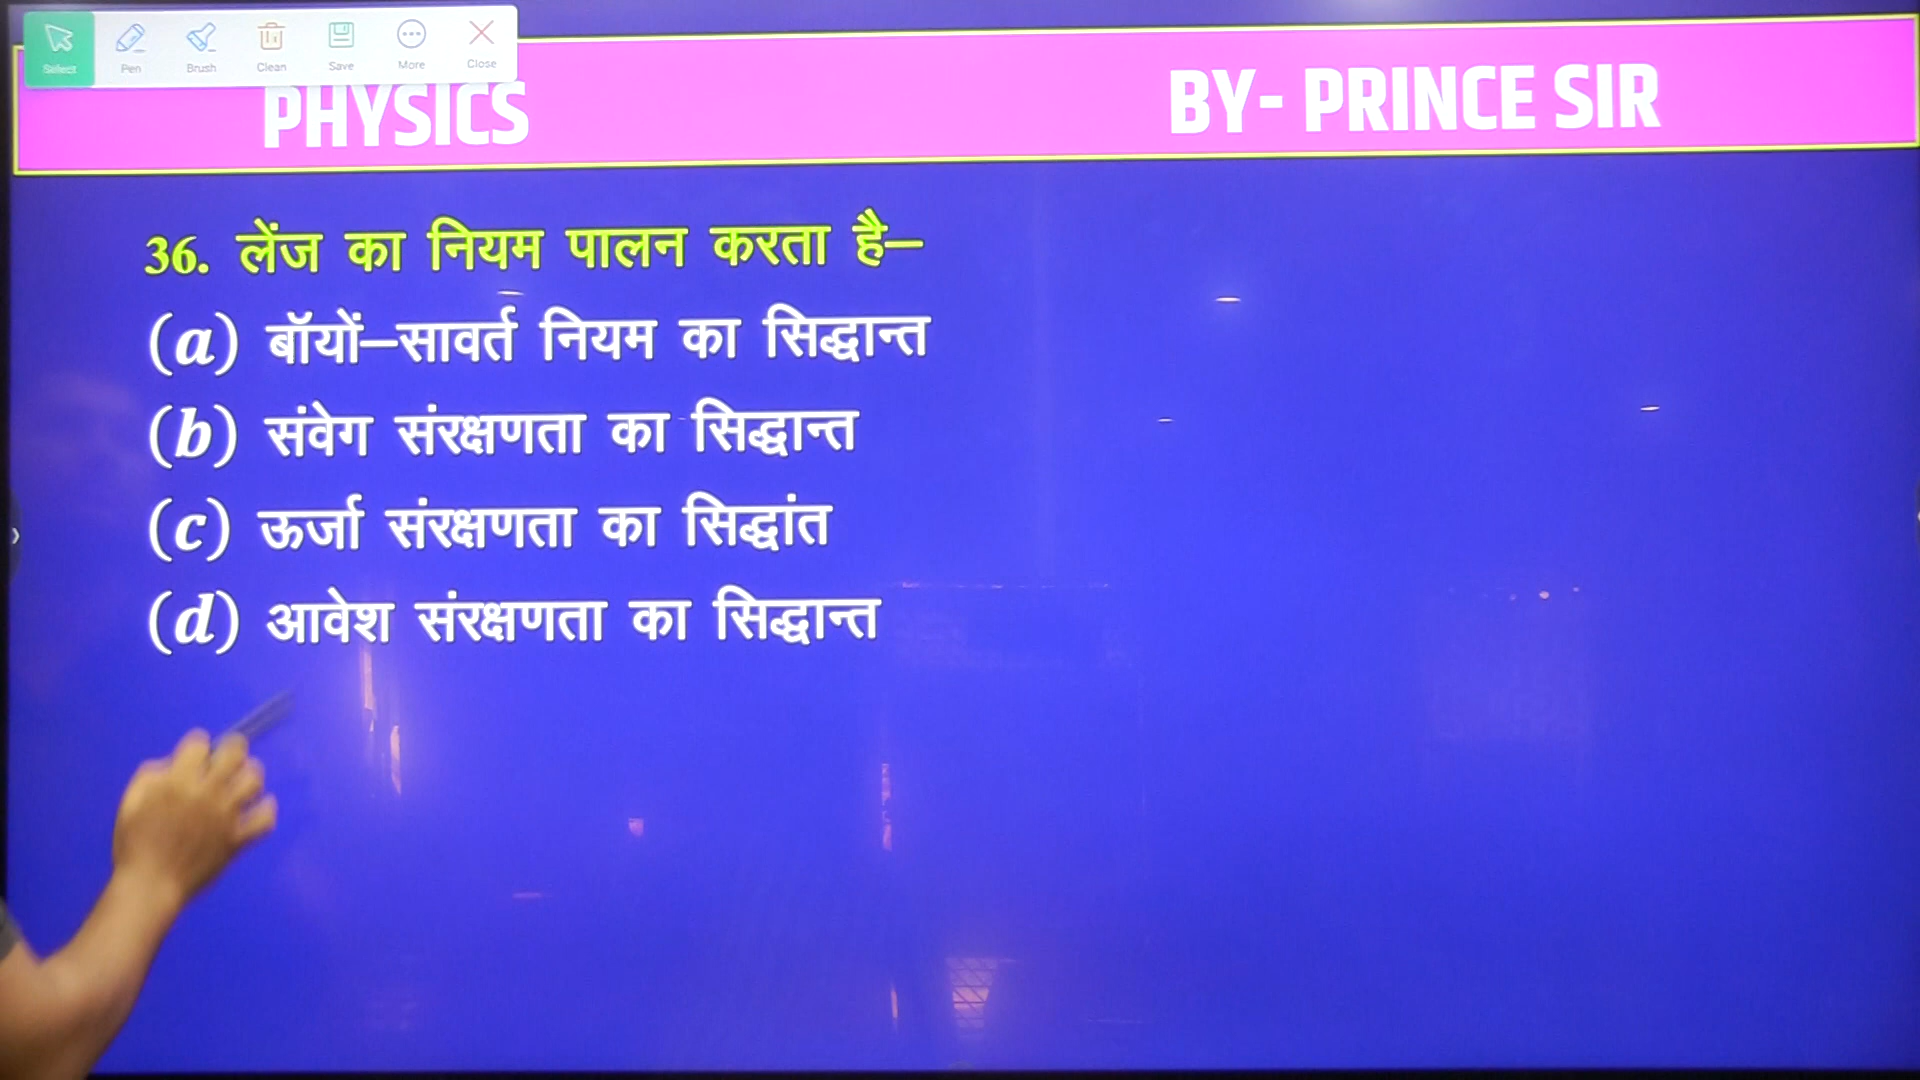 Select Pen Brush Clean Save More Close
PHYSICS BY- PRINCE SIR
36. लेंज का नियम पालन करता है–
(a) बॉयों–सावर्त नियम का सिद्धान्त
(b) संवेग संरक्षणता का सिद्धान्त
(c) ऊर्जा संरक्षणता का सिद्धांत
(d) आवेश संरक्षणता का सिद्धान्त